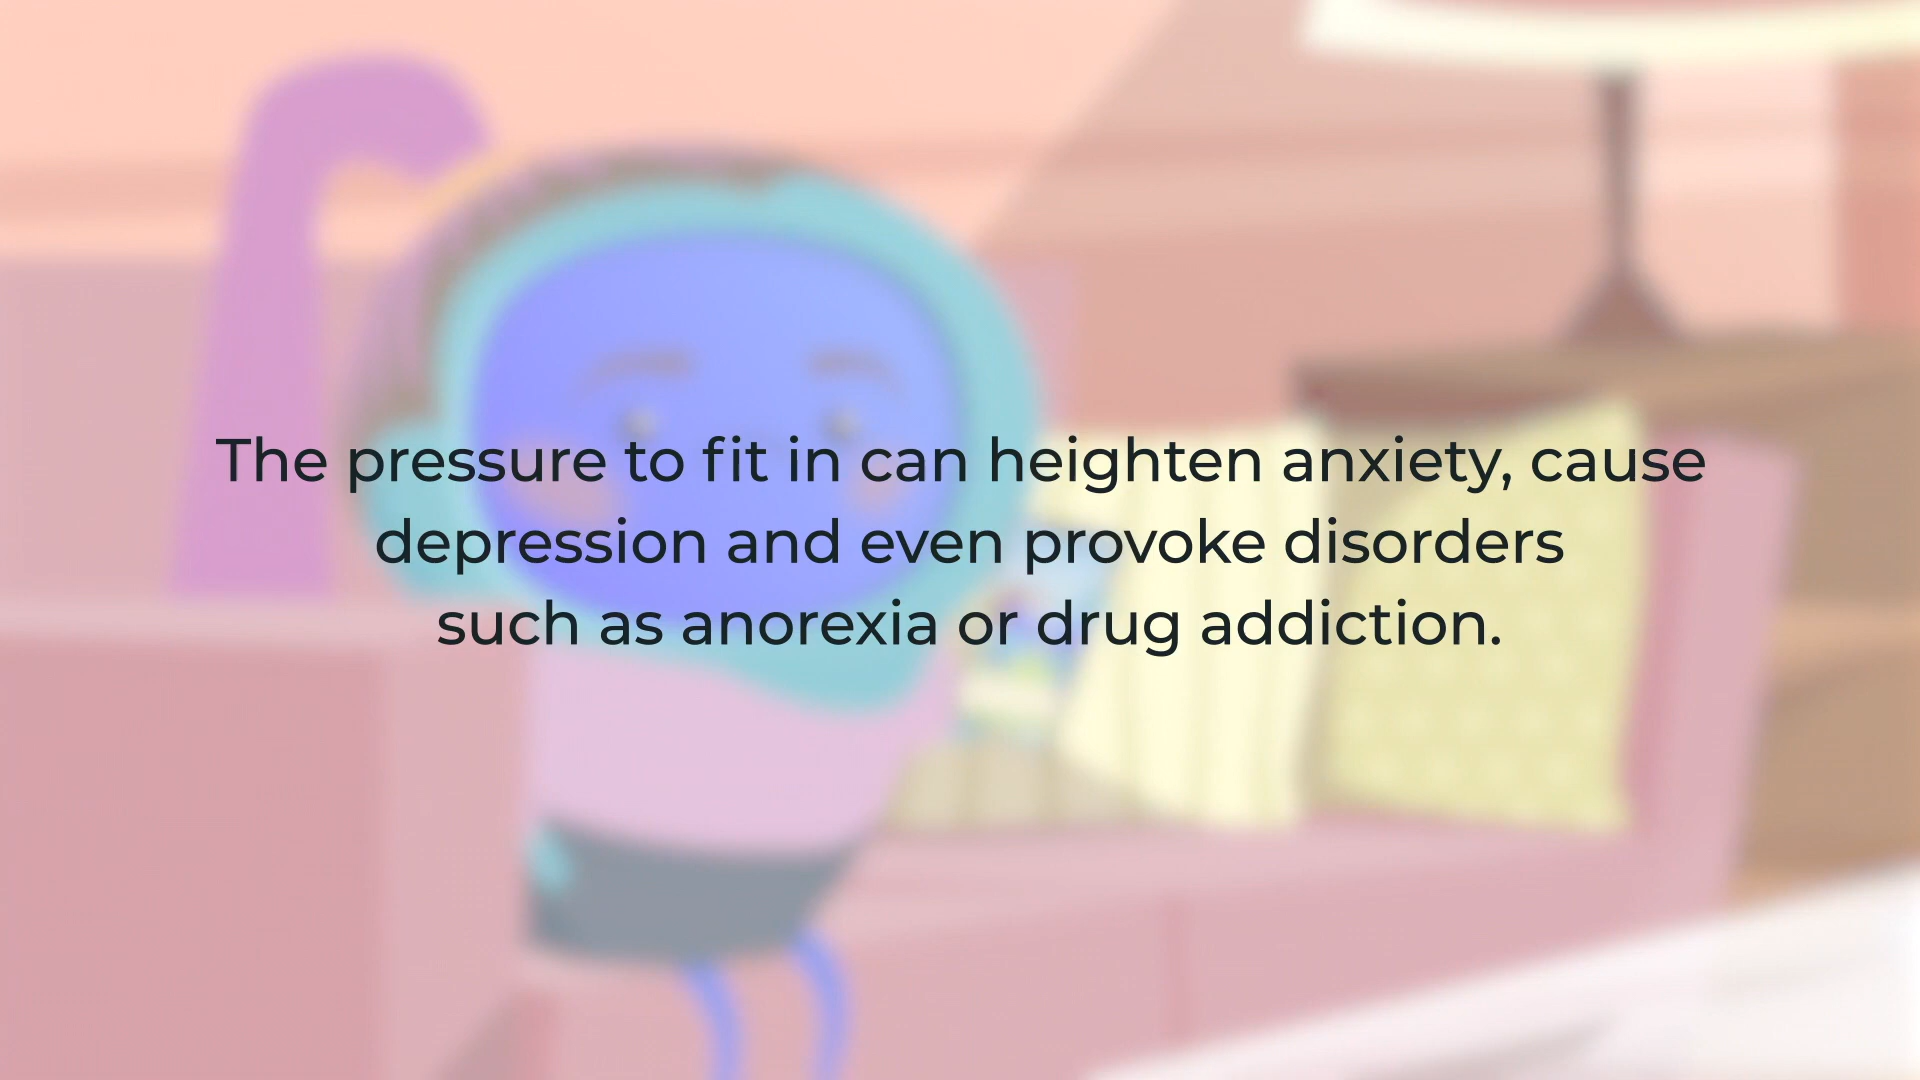 The pressure to fit in can heighten anxiety, cause
depression and even provoke disorders
such as anorexia or drug addiction.